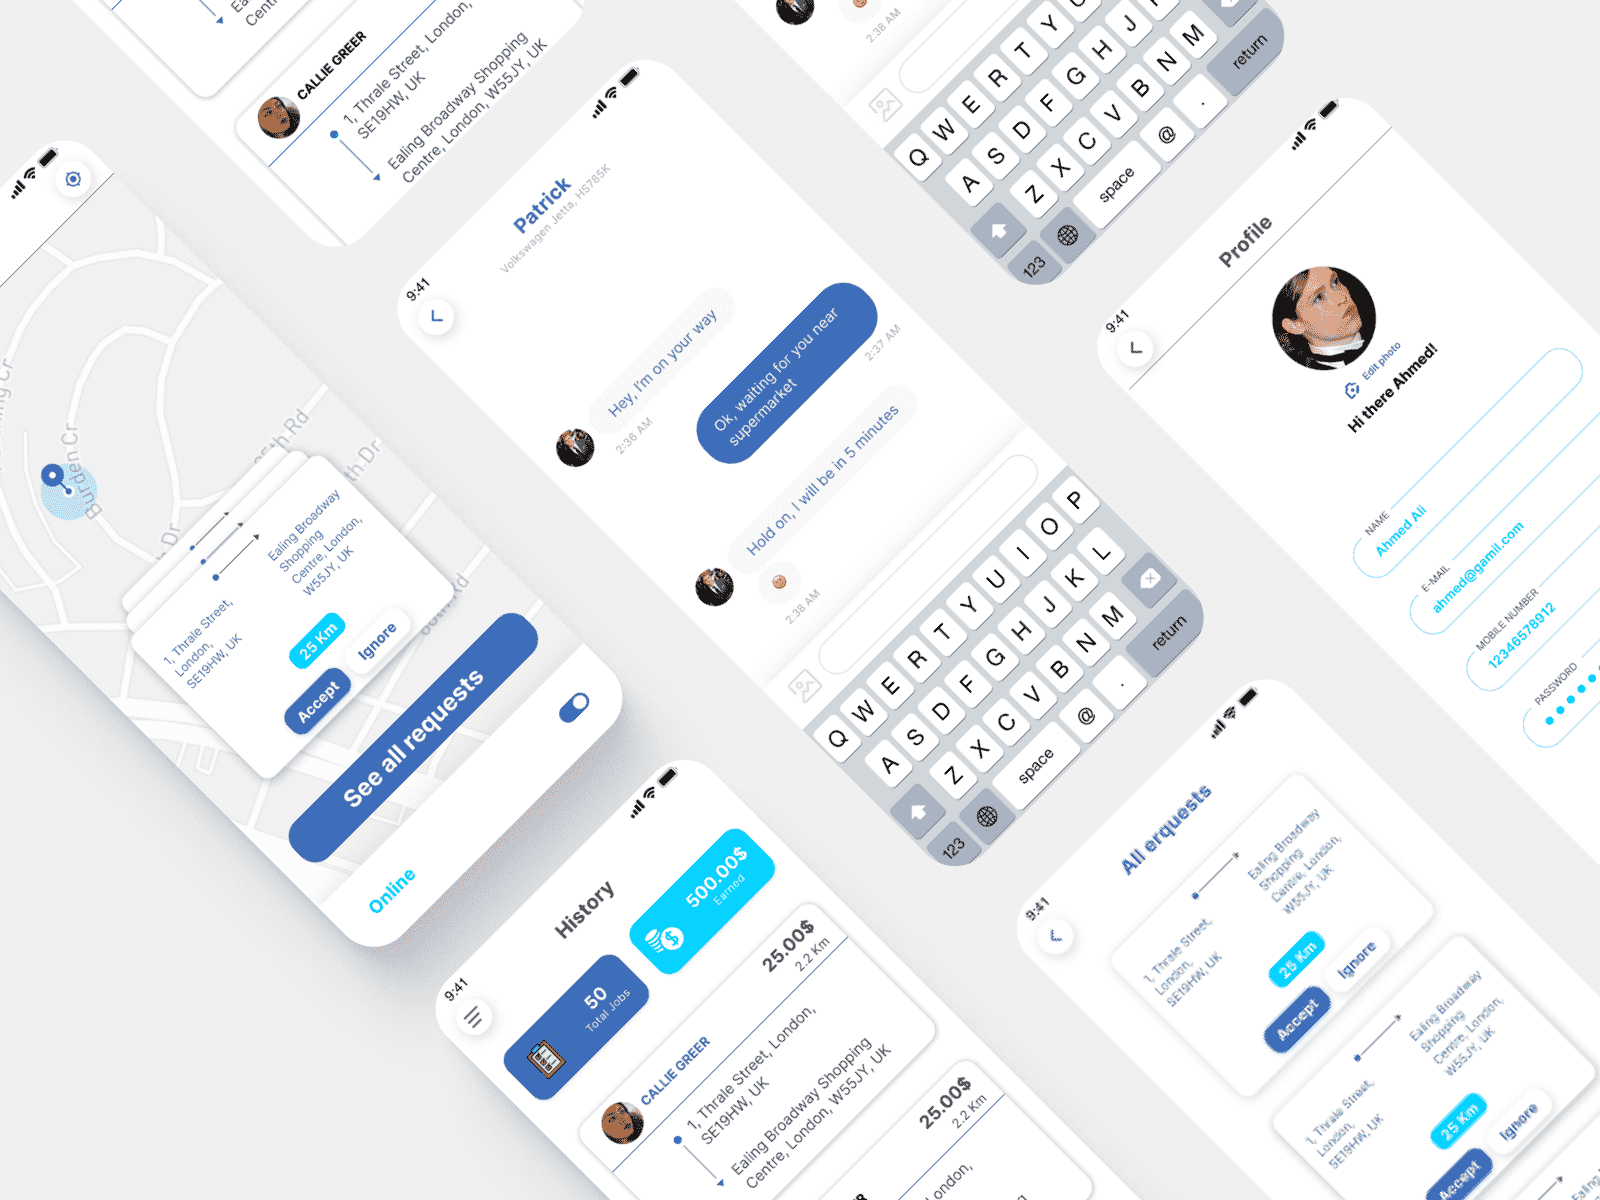 Centre, London, W55JY, UK
CALLIE GREER
1, Thrale Street, London,
SE19HW, UK
Ealing Broadway Shopping
Centre, London, W55JY, UK
2:38 AM
Q W E R T Y U
A S D F G H J K
Z X C V B N M
123
space
@
.
return
9:41
Patrick
Volkswagen Jetta, HS785K
Hey, I'm on your way
2:36 AM
Ok, waiting for you near
supermarket
2:37 AM
Hold on, I will be in 5 minutes
2:38 AM
Q W E R T Y U I O P
A S D F G H J K L
Z X C V B N M
123
space
@
.
return
9:41
Profile
Edit photo
Hi there Ahmed!
NAME
Ahmed Ali
E-MAIL
ahmed@gamil.com
MOBILE NUMBER
12346578912
PASSWORD
Burden Cr
95th Rd
th Dr
h Dr
86th Rd
1, Thrale Street,
London,
SE19HW, UK
Ealing Broadway
Shopping
Centre, London,
W55JY, UK
25 Km
Accept
Ignore
See all requests
Online
9:41
History
50
Total Jobs
500.00$
Earned
CALLIE GREER
25.00$
2.2 Km
1, Thrale Street, London,
SE19HW, UK
Ealing Broadway Shopping
Centre, London, W55JY, UK
GREER
25.00$
2.2 Km
London,
Shopping
9:41
All erquests
1, Thrale Street,
London,
SE19HW, UK
Ealing Broadway
Shopping
Centre, London,
W55JY, UK
25 Km
Accept
Ignore
1, Thrale Street,
London,
SE19HW, UK
Ealing Broadway
Shopping
Centre, London,
W55JY, UK
25 Km
Accept
Ignore
Ealing